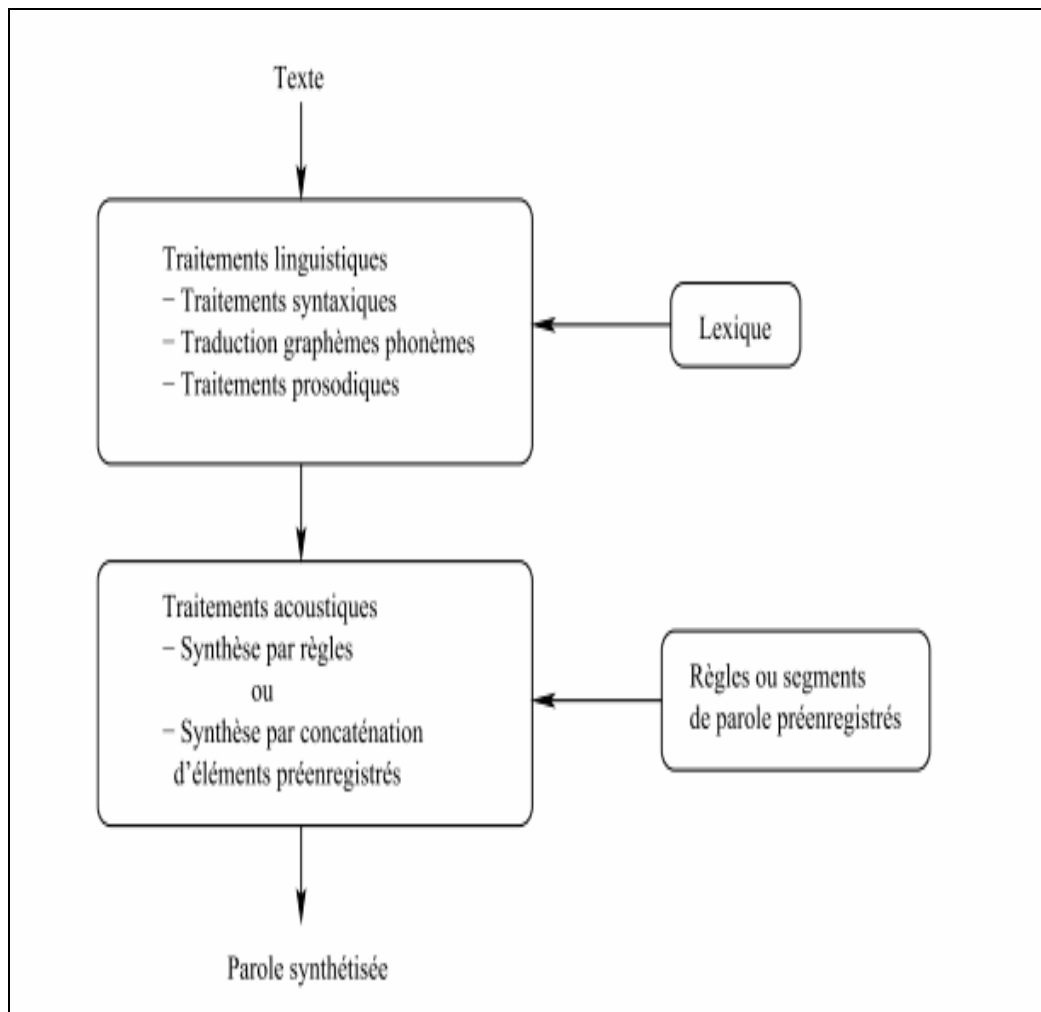 Texte
Traitements linguistiques
− Traitements syntaxiques
− Traduction graphèmes phonèmes
− Traitements prosodiques
Lexique
Traitements acoustiques
− Synthèse par règles
ou
− Synthèse par concaténation
d'éléments préenregistrés
Règles ou segments
de parole préenregistrés
Parole synthétisée